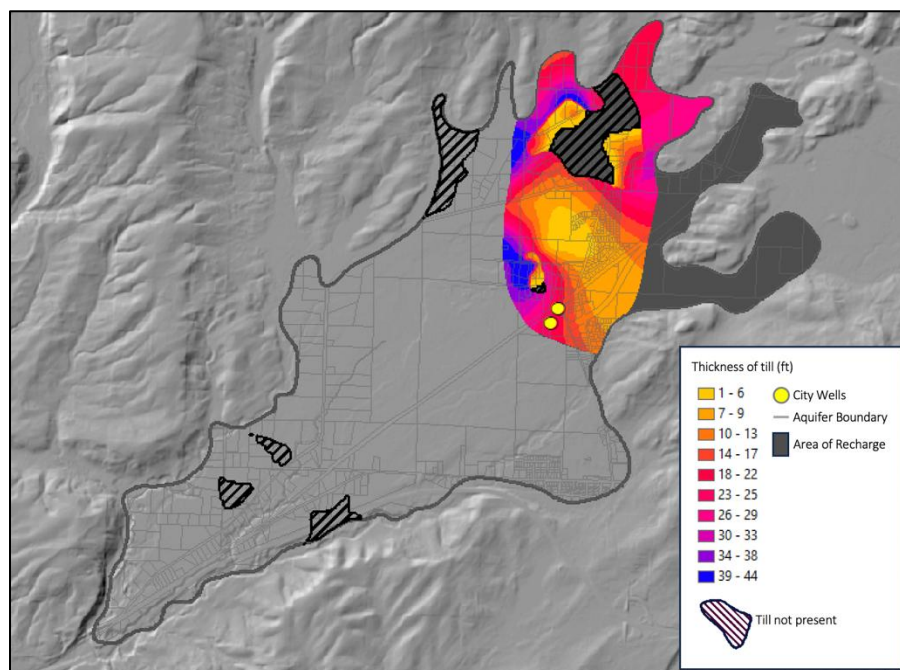 Thickness of till (ft)
1 - 6
7 - 9
10 - 13
14 - 17
18 - 22
23 - 25
26 - 29
30 - 33
34 - 38
39 - 44
City Wells
Aquifer Boundary
Area of Recharge
Till not present